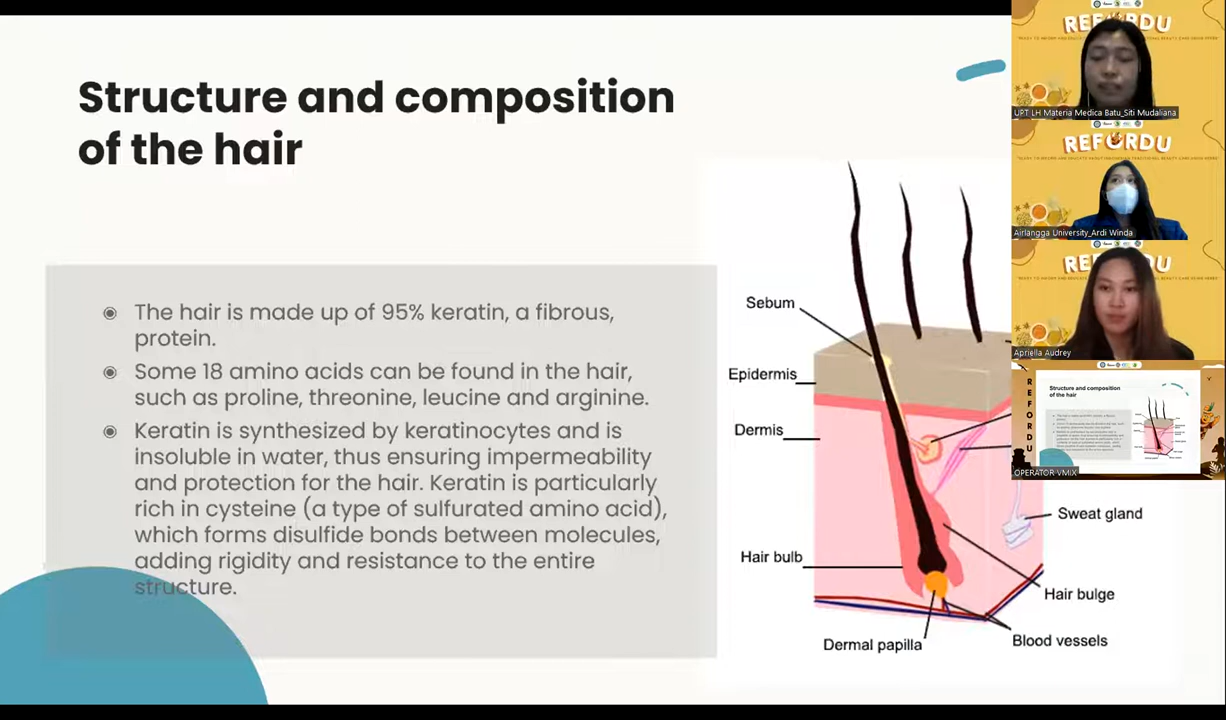 Structure and composition
of the hair
The hair is made up of 95% keratin, a fibrous,
protein.
Some 18 amino acids can be found in the hair,
such as proline, threonine, leucine and arginine.
Keratin is synthesized by keratinocytes and is
insoluble in water, thus ensuring impermeability
and protection for the hair. Keratin is particularly
rich in cysteine (a type of sulfurated amino acid),
which forms disulfide bonds between molecules,
adding rigidity and resistance to the entire
structure.
Sebum
Epidermis
Dermis
Hair bulb
Dermal papilla
Sweat gland
Hair bulge
Blood vessels
REFORDU
UPT LH Materia Medica Batu_Siti Mudaliana
REFORDU
Airlangga University_Ardi Winda
REFORDU
Apriella Audrey
REFORDU
Structure and composition
of the hair
OPERATOR VMIX